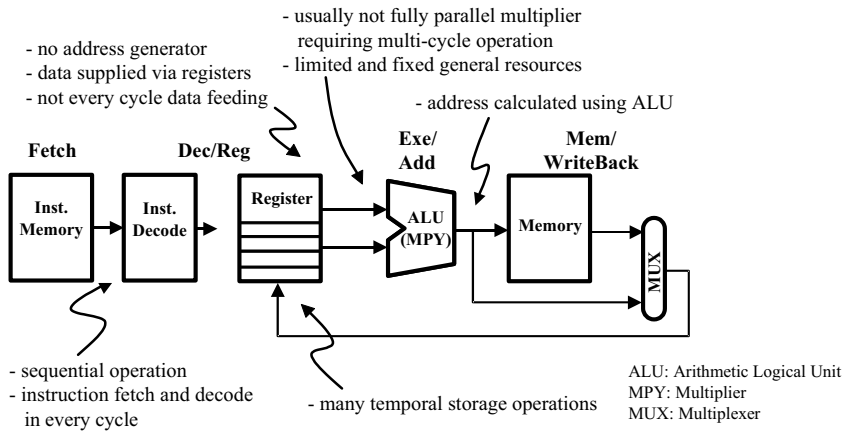 - usually not fully parallel multiplier
requiring multi-cycle operation
- limited and fixed general resources
- no address generator
- data supplied via registers
- not every cycle data feeding
- address calculated using ALU
Fetch
Dec/Reg
Exe/
Add
Mem/
WriteBack
Inst.
Memory
Inst.
Decode
Register
ALU
(MPY)
Memory
MUX
- sequential operation
- instruction fetch and decode
in every cycle
- many temporal storage operations
ALU: Arithmetic Logical Unit
MPY: Multiplier
MUX: Multiplexer